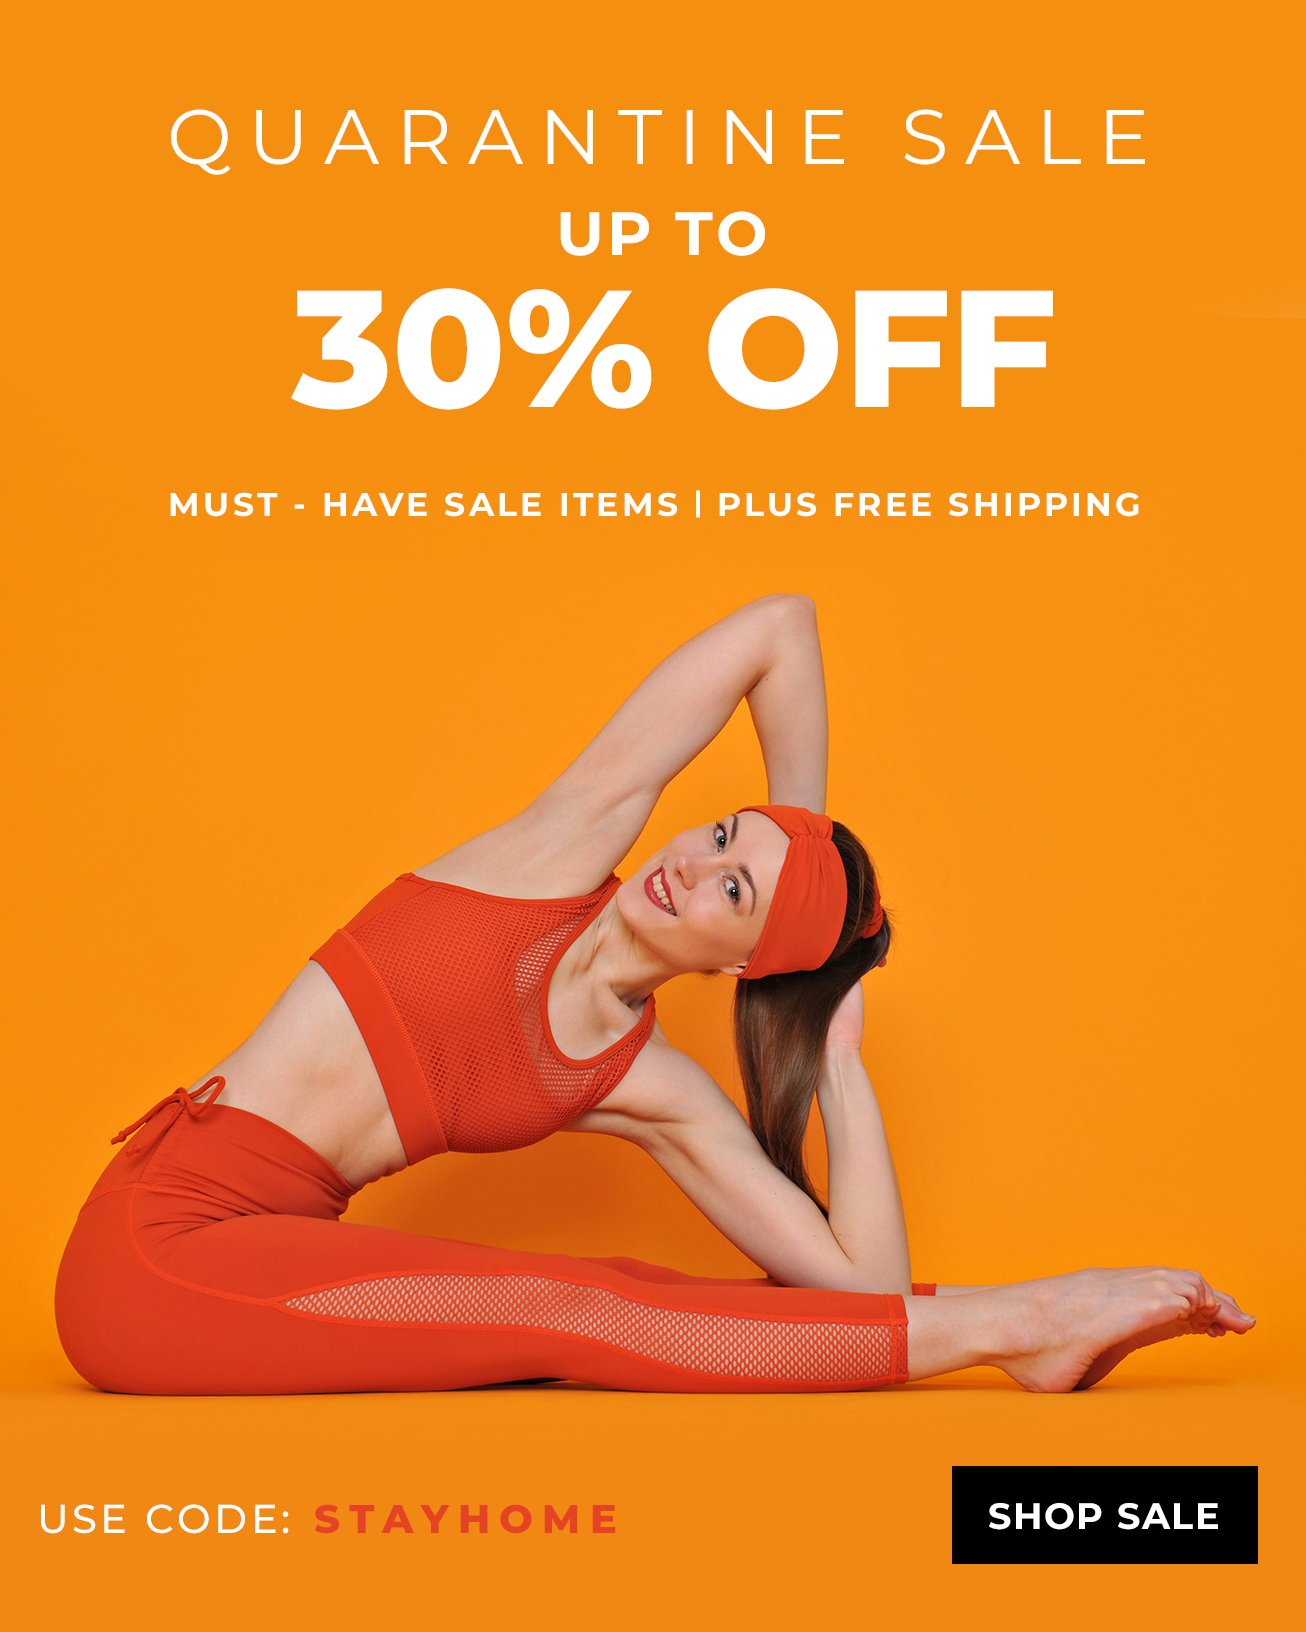 QUARANTINE SALE
UP TO
30% OFF
MUST - HAVE SALE ITEMS | PLUS FREE SHIPPING
USE CODE: STAYHOME
SHOP SALE